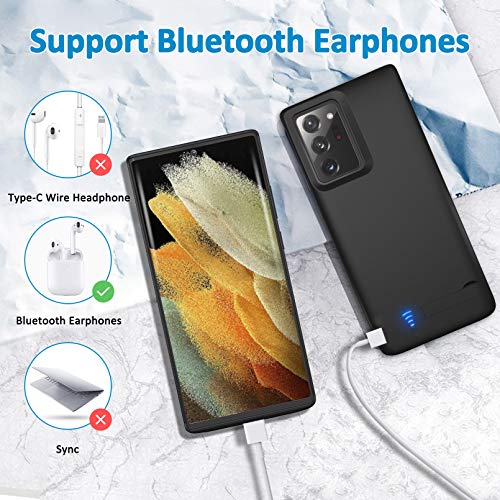 Support Bluetooth Earphones
Type-C Wire Headphone
Bluetooth Earphones
Sync